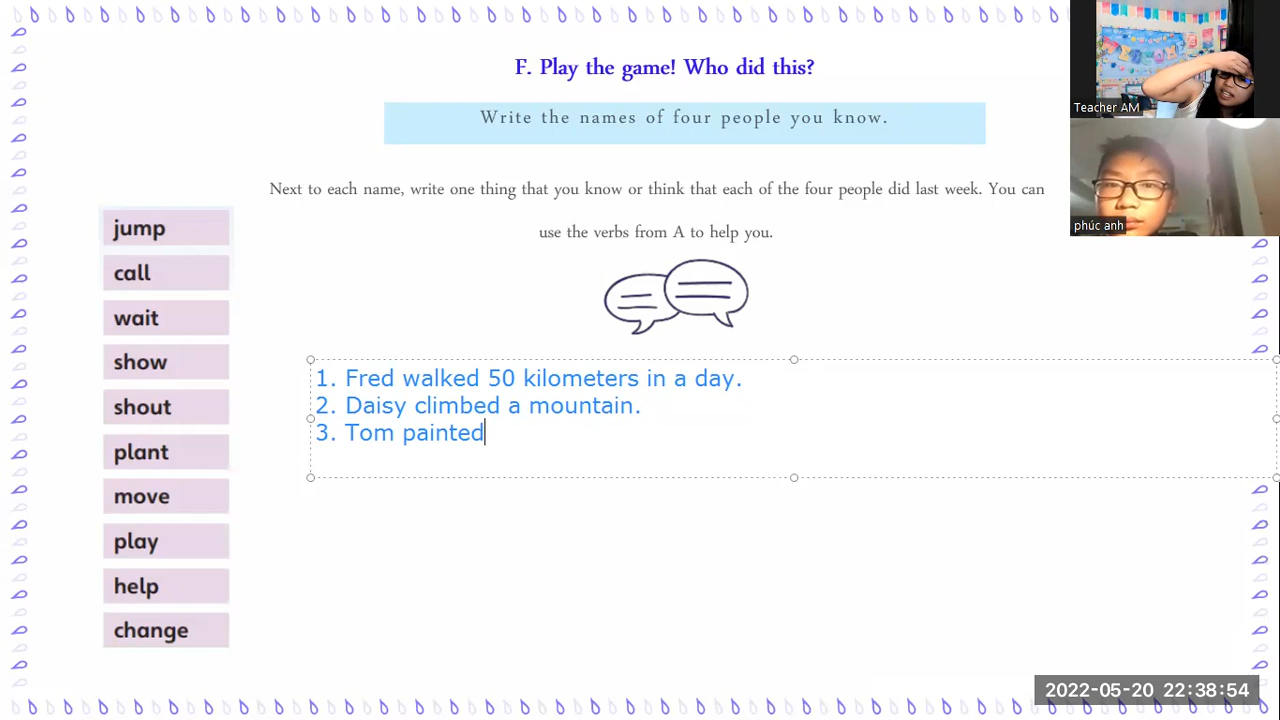 F. Play the game! Who did this?
Write the names of four people you know.
Next to each name, write one thing that you know or think that each of the four people did last week. You can
use the verbs from A to help you.
jump
call
wait
show
shout
plant
move
play
help
change
1. Fred walked 50 kilometers in a day.
2. Daisy climbed a mountain.
3. Tom painted
Teacher AM
phúc anh
2022-05-20 22:38:54